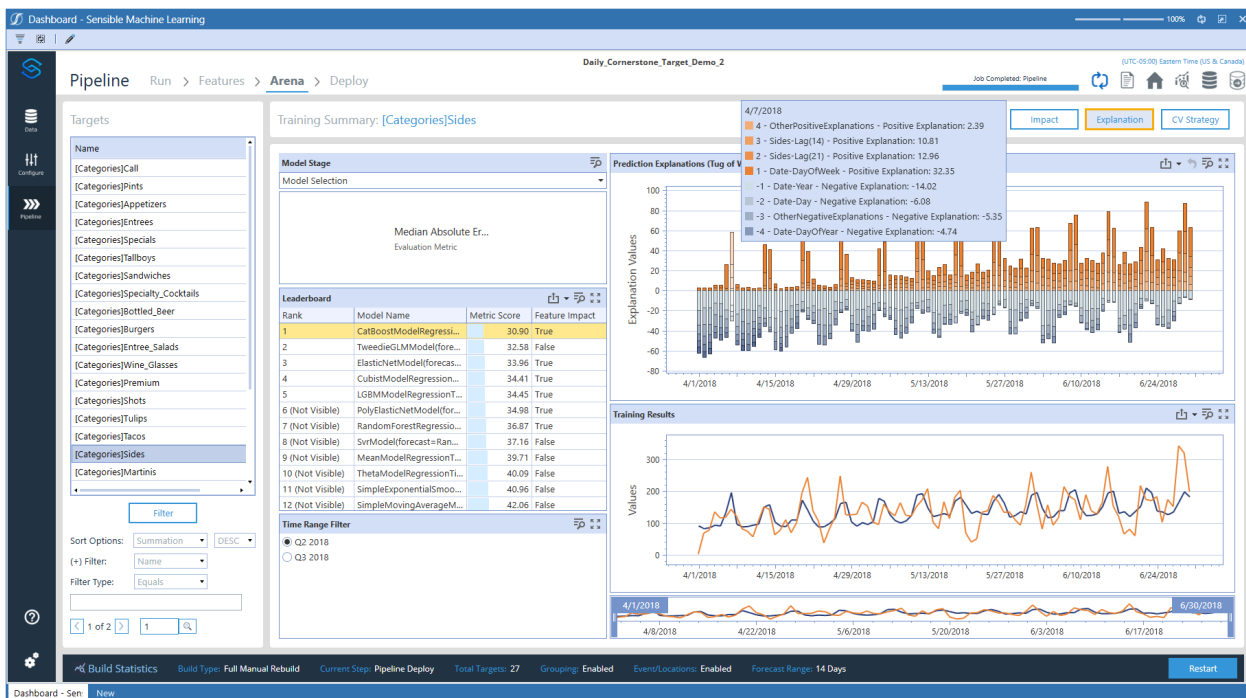 Dashboard - Sensible Machine Learning
100%
Daily_Cornerstone_Target_Demo_2
(UTC-05:00) Eastern Time (US & Canada)
Pipeline Run > Features > Arena > Deploy
Job Completed: Pipeline
Data
Configure
Pipeline
Targets
Name
[Categories]Call
[Categories]Pints
[Categories]Appetizers
[Categories]Entrees
[Categories]Specials
[Categories]Tallboys
[Categories]Sandwiches
[Categories]Specialty_Cocktails
[Categories]Bottled_Beer
[Categories]Burgers
[Categories]Entree_Salads
[Categories]Wine_Glasses
[Categories]Premium
[Categories]Shots
[Categories]Tulips
[Categories]Tacos
[Categories]Sides
[Categories]Martinis
Filter
Sort Options: Summation DESC
(+) Filter: Name
Filter Type: Equals
1 of 2 1
Training Summary: [Categories]Sides
Impact Explanation CV Strategy
Model Stage
Model Selection
Median Absolute Er...
Evaluation Metric
Leaderboard
Rank Model Name Metric Score Feature Impact
1 CatBoostModelRegressi... 30.90 True
2 TweedieGLMModel(fore... 32.58 False
3 ElasticNetModel(forecas... 33.96 True
4 CubistModelRegression... 34.41 True
5 LGBMModelRegressionT... 34.45 True
6 (Not Visible) PolyElasticNetModel(for... 34.98 True
7 (Not Visible) RandomForestRegressio... 36.87 True
8 (Not Visible) SvrModel(forecast=Ran... 37.16 False
9 (Not Visible) MeanModelRegressionT... 39.71 False
10 (Not Visible) ThetaModelRegressionTi... 40.09 False
11 (Not Visible) SimpleExponentialSmoo... 40.96 False
12 (Not Visible) SimpleMovingAverageM... 42.06 False
Time Range Filter
Q2 2018
Q3 2018
Prediction Explanations (Tug of W
4/7/2018
4 - OtherPositiveExplanations - Positive Explanation: 2.39
3 - Sides-Lag(14) - Positive Explanation: 10.81
2 - Sides-Lag(21) - Positive Explanation: 12.96
1 - Date-DayOfWeek - Positive Explanation: 32.35
-1 - Date-Year - Negative Explanation: -14.02
-2 - Date-Day - Negative Explanation: -6.08
-3 - OtherNegativeExplanations - Negative Explanation: -5.35
-4 - Date-DayOfYear - Negative Explanation: -4.74
Explanation Values
100
80
60
40
20
0
-20
-40
-60
-80
4/1/2018 4/15/2018 4/29/2018 5/13/2018 5/27/2018 6/10/2018 6/24/2018
Training Results
Values
300
200
100
0
4/1/2018 4/15/2018 4/29/2018 5/13/2018 5/27/2018 6/10/2018 6/24/2018
4/1/2018 6/30/2018
4/8/2018 4/22/2018 5/6/2018 5/20/2018 6/3/2018 6/17/2018
Build Statistics Build Type: Full Manual Rebuild Current Step: Pipeline Deploy Total Targets: 27 Grouping: Enabled Event/Locations: Enabled Forecast Range: 14 Days Restart
Dashboard - Sen: New